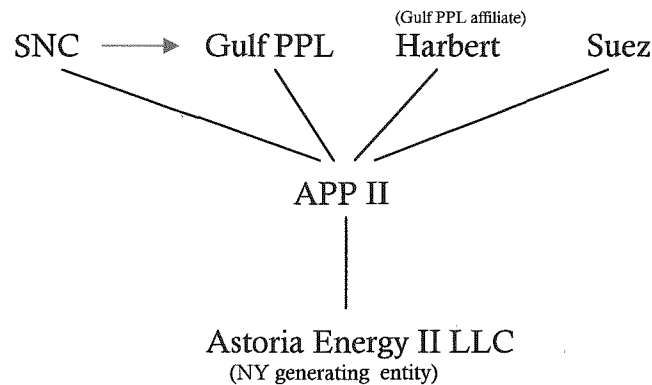 (Gulf PPL affiliate)
SNC Gulf PPL Harbert Suez
APP II
Astoria Energy II LLC
(NY generating entity)